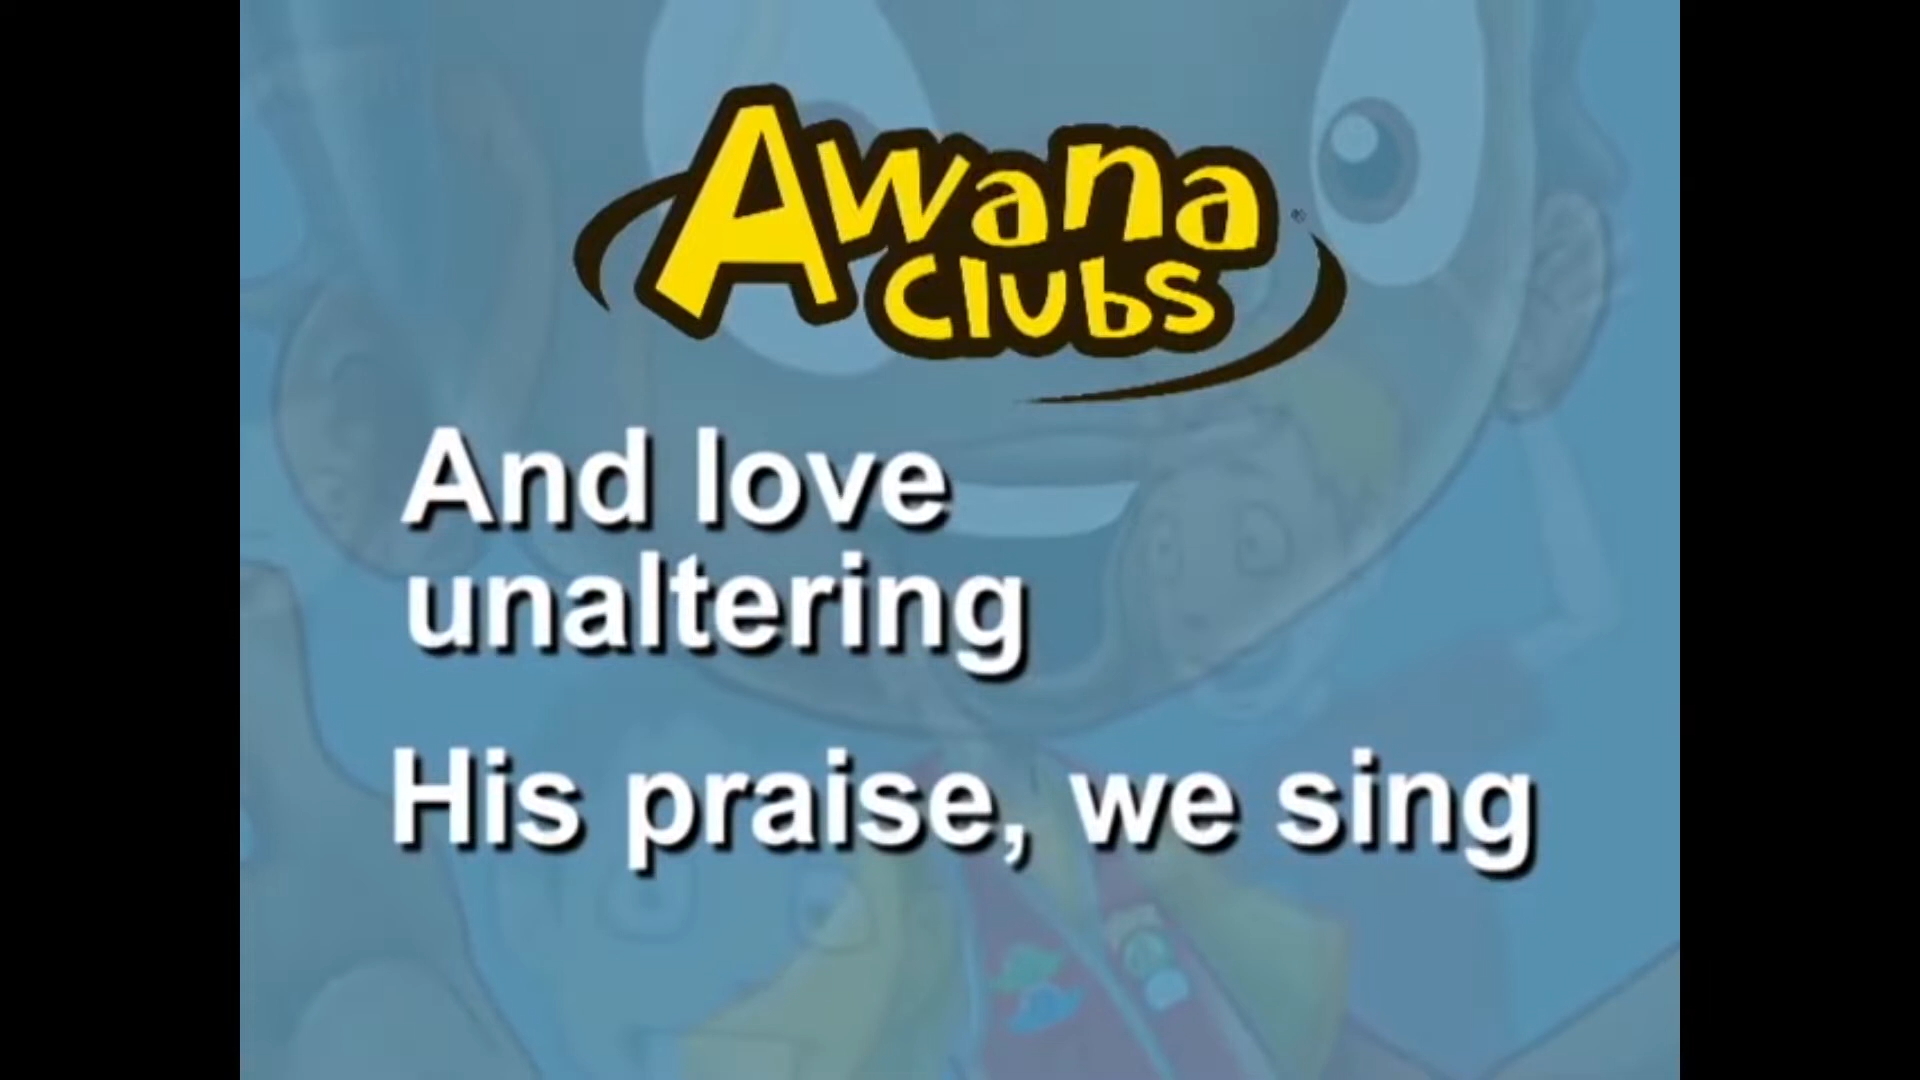 Awana
Clubs
And love
unaltering
His praise, we sing